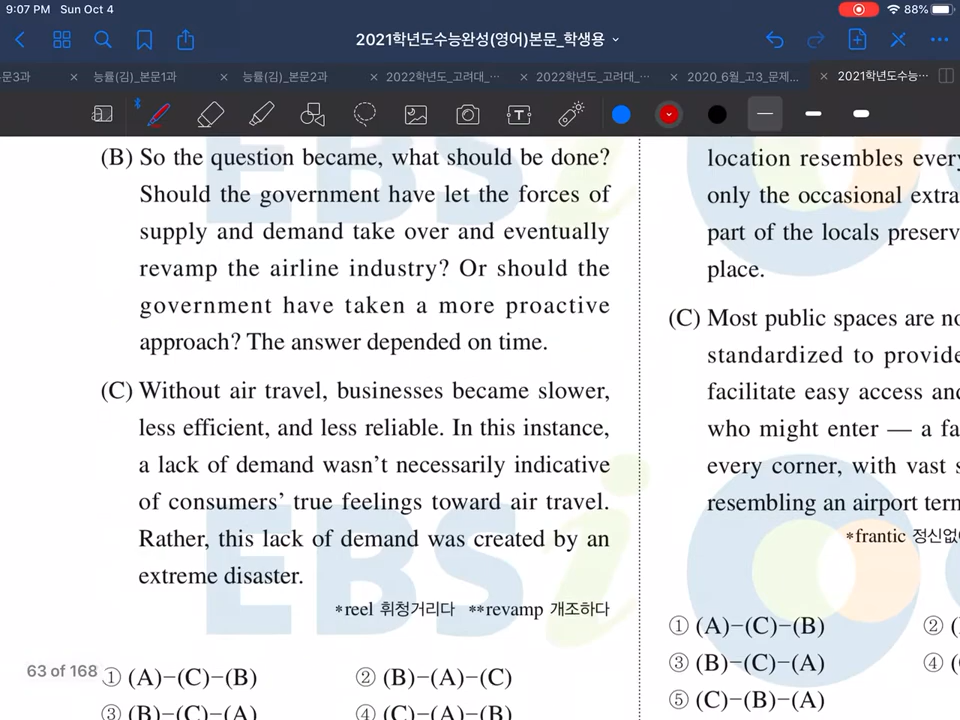 9:07 PM Sun Oct 4 88%
2021학년도수능완성(영어)본문_학생용
문3과 × 능률(김)_본문1과 × 능률(김)_본문2과 × 2022학년도_고려대_… × 2022학년도_고려대_… × 2020_6월_고3_문제… × 2021학년도수능…
(B) So the question became, what should be done?
Should the government have let the forces of
supply and demand take over and eventually
revamp the airline industry? Or should the
government have taken a more proactive
approach? The answer depended on time.
(C) Without air travel, businesses became slower,
less efficient, and less reliable. In this instance,
a lack of demand wasn't necessarily indicative
of consumers' true feelings toward air travel.
Rather, this lack of demand was created by an
extreme disaster.
*reel 휘청거리다 **revamp 개조하다
63 of 168
① (A)-(C)-(B) ② (B)-(A)-(C)
③ (B)-(C)-(A) ④ (C)-(A)-(B)
location resembles every
only the occasional extra
part of the locals preserv
place.
(C) Most public spaces are no
standardized to provide
facilitate easy access and
who might enter — a fa
every corner, with vast s
resembling an airport term
*frantic 정신없
① (A)-(C)-(B) ②
③ (B)-(C)-(A) ④
⑤ (C)-(B)-(A)
EBSi
EBSi